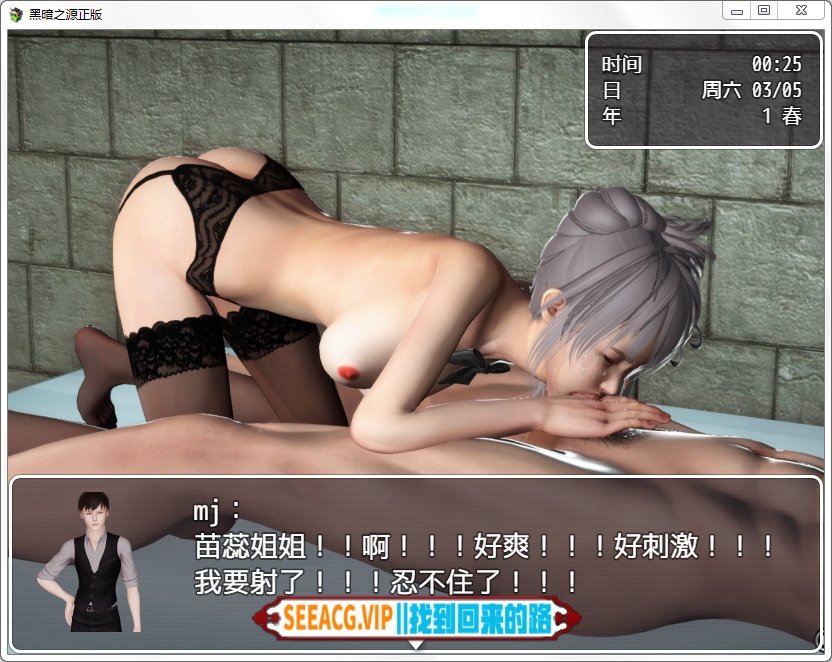 黑暗之源正版
时间 00:25
日 周六 03/05
年 1 春
mj：
苗蕊姐姐！！啊！！！好爽！！！好刺激！！！
我要射了！！！忍不住了！！！
SEEACG.VIP||找到回来的路